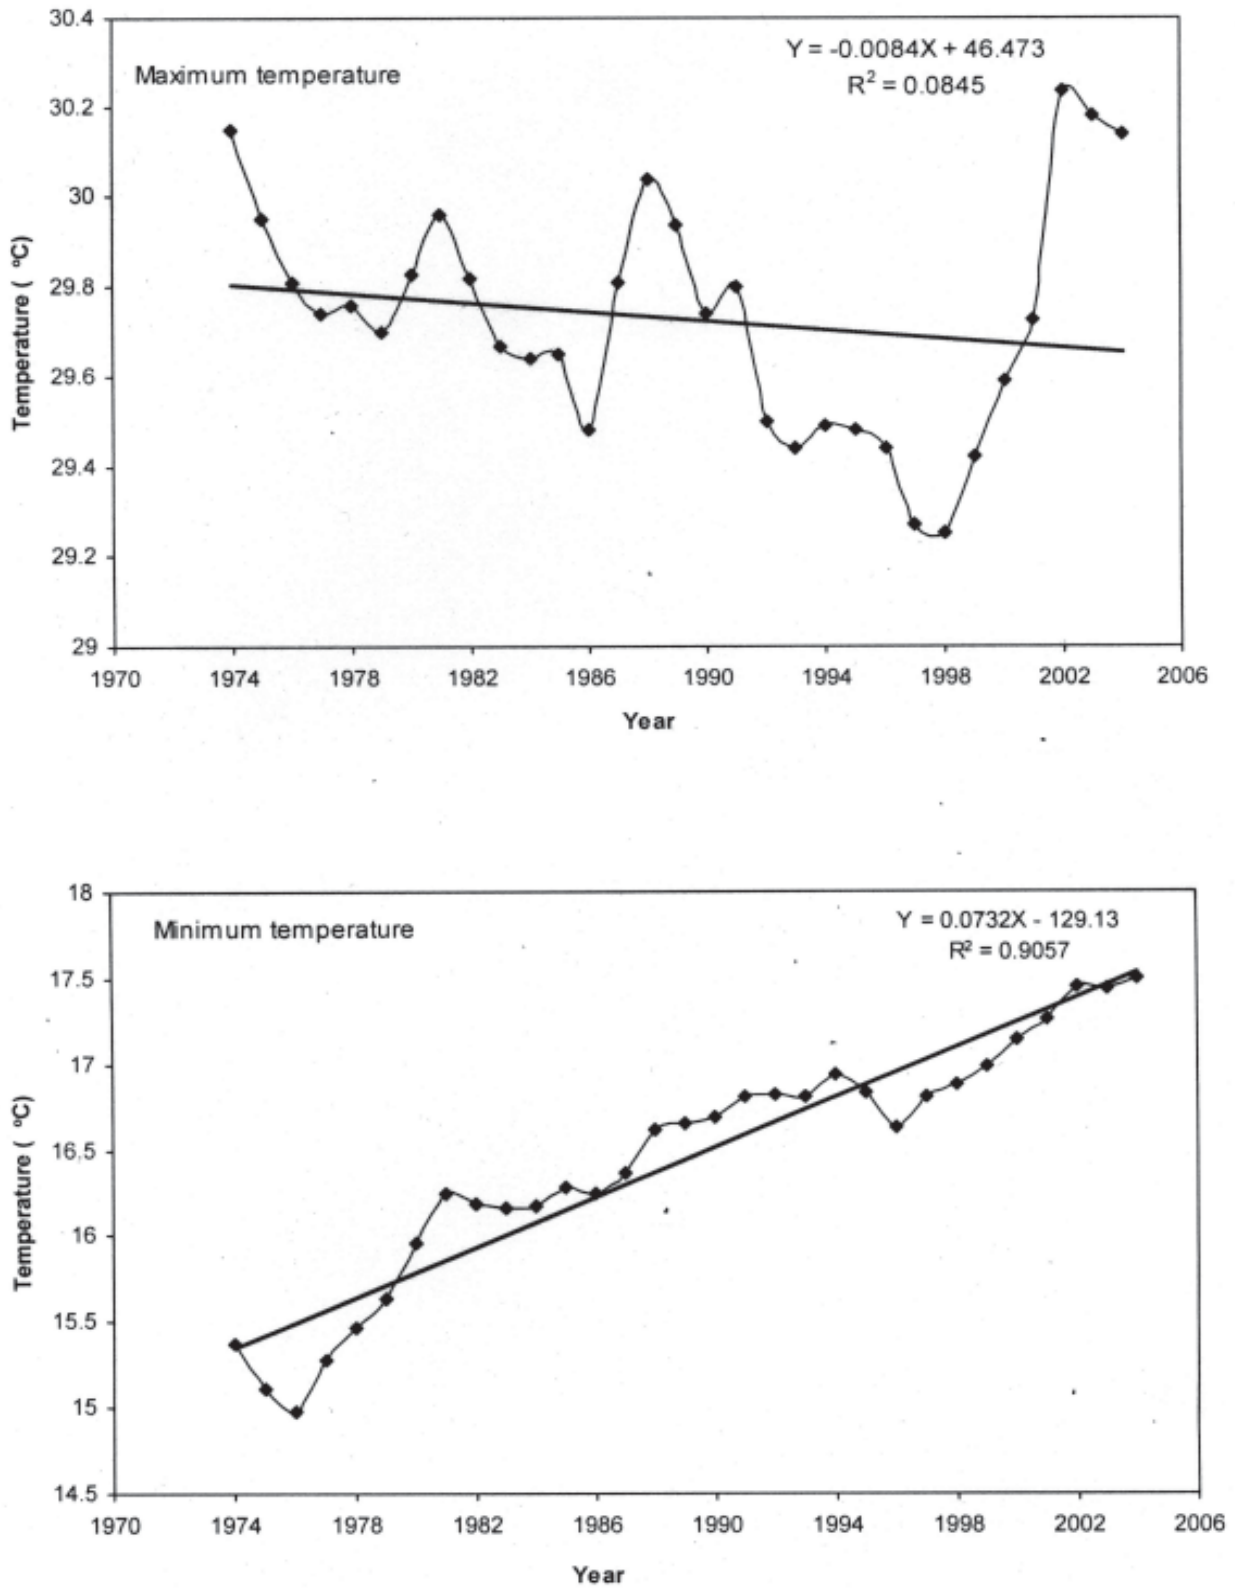 30.4
Y = -0.0084X + 46.473
Maximum temperature
R² = 0.0845
30.2
30
29.8
29.6
29.4
29.2
29
Temperature ( ºC)
1970 1974 1978 1982 1986 1990 1994 1998 2002 2006
Year
18
Minimum temperature
Y = 0.0732X - 129.13
R² = 0.9057
17.5
17
16.5
16
15.5
15
14.5
Temperature ( ºC)
1970 1974 1978 1982 1986 1990 1994 1998 2002 2006
Year